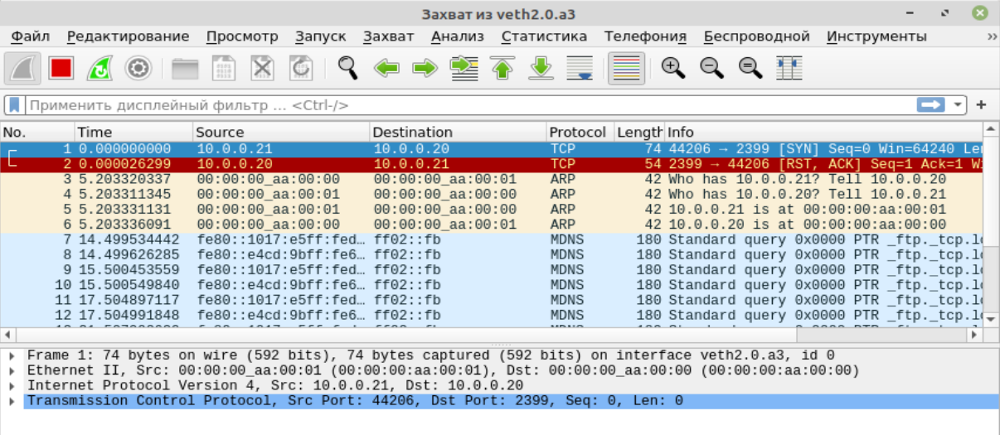 Захват из veth2.0.a3
Файл Редактирование Просмотр Запуск Захват Анализ Статистика Телефония Беспроводной Инструменты »
Применить дисплейный фильтр ... <Ctrl-/> +
No. Time Source Destination Protocol Length Info
1 0.000000000 10.0.0.21 10.0.0.20 TCP 74 44206 → 2399 [SYN] Seq=0 Win=64240
2 0.000026299 10.0.0.20 10.0.0.21 TCP 54 2399 → 44206 [RST, ACK] Seq=1 Ack=1
3 5.203320337 00:00:00_aa:00:00 00:00:00_aa:00:01 ARP 42 Who has 10.0.0.21? Tell 10.0.0.20
4 5.203311345 00:00:00_aa:00:01 00:00:00_aa:00:00 ARP 42 Who has 10.0.0.20? Tell 10.0.0.21
5 5.203331131 00:00:00_aa:00:01 00:00:00_aa:00:00 ARP 42 10.0.0.21 is at 00:00:00:aa:00:01
6 5.203336091 00:00:00_aa:00:00 00:00:00_aa:00:01 ARP 42 10.0.0.20 is at 00:00:00:aa:00:00
7 14.499534442 fe80::1017:e5ff:fed… ff02::fb MDNS 180 Standard query 0x0000 PTR _ftp._tcp.l
8 14.499626285 fe80::e4cd:9bff:fe6… ff02::fb MDNS 180 Standard query 0x0000 PTR _ftp._tcp.l
9 15.500453559 fe80::1017:e5ff:fed… ff02::fb MDNS 180 Standard query 0x0000 PTR _ftp._tcp.l
10 15.500549840 fe80::e4cd:9bff:fe6… ff02::fb MDNS 180 Standard query 0x0000 PTR _ftp._tcp.l
11 17.504897117 fe80::1017:e5ff:fed… ff02::fb MDNS 180 Standard query 0x0000 PTR _ftp._tcp.l
12 17.504991848 fe80::e4cd:9bff:fe6… ff02::fb MDNS 180 Standard query 0x0000 PTR _ftp._tcp.l
Frame 1: 74 bytes on wire (592 bits), 74 bytes captured (592 bits) on interface veth2.0.a3, id 0
Ethernet II, Src: 00:00:00_aa:00:01 (00:00:00:aa:00:01), Dst: 00:00:00_aa:00:00 (00:00:00:aa:00:00)
Internet Protocol Version 4, Src: 10.0.0.21, Dst: 10.0.0.20
Transmission Control Protocol, Src Port: 44206, Dst Port: 2399, Seq: 0, Len: 0